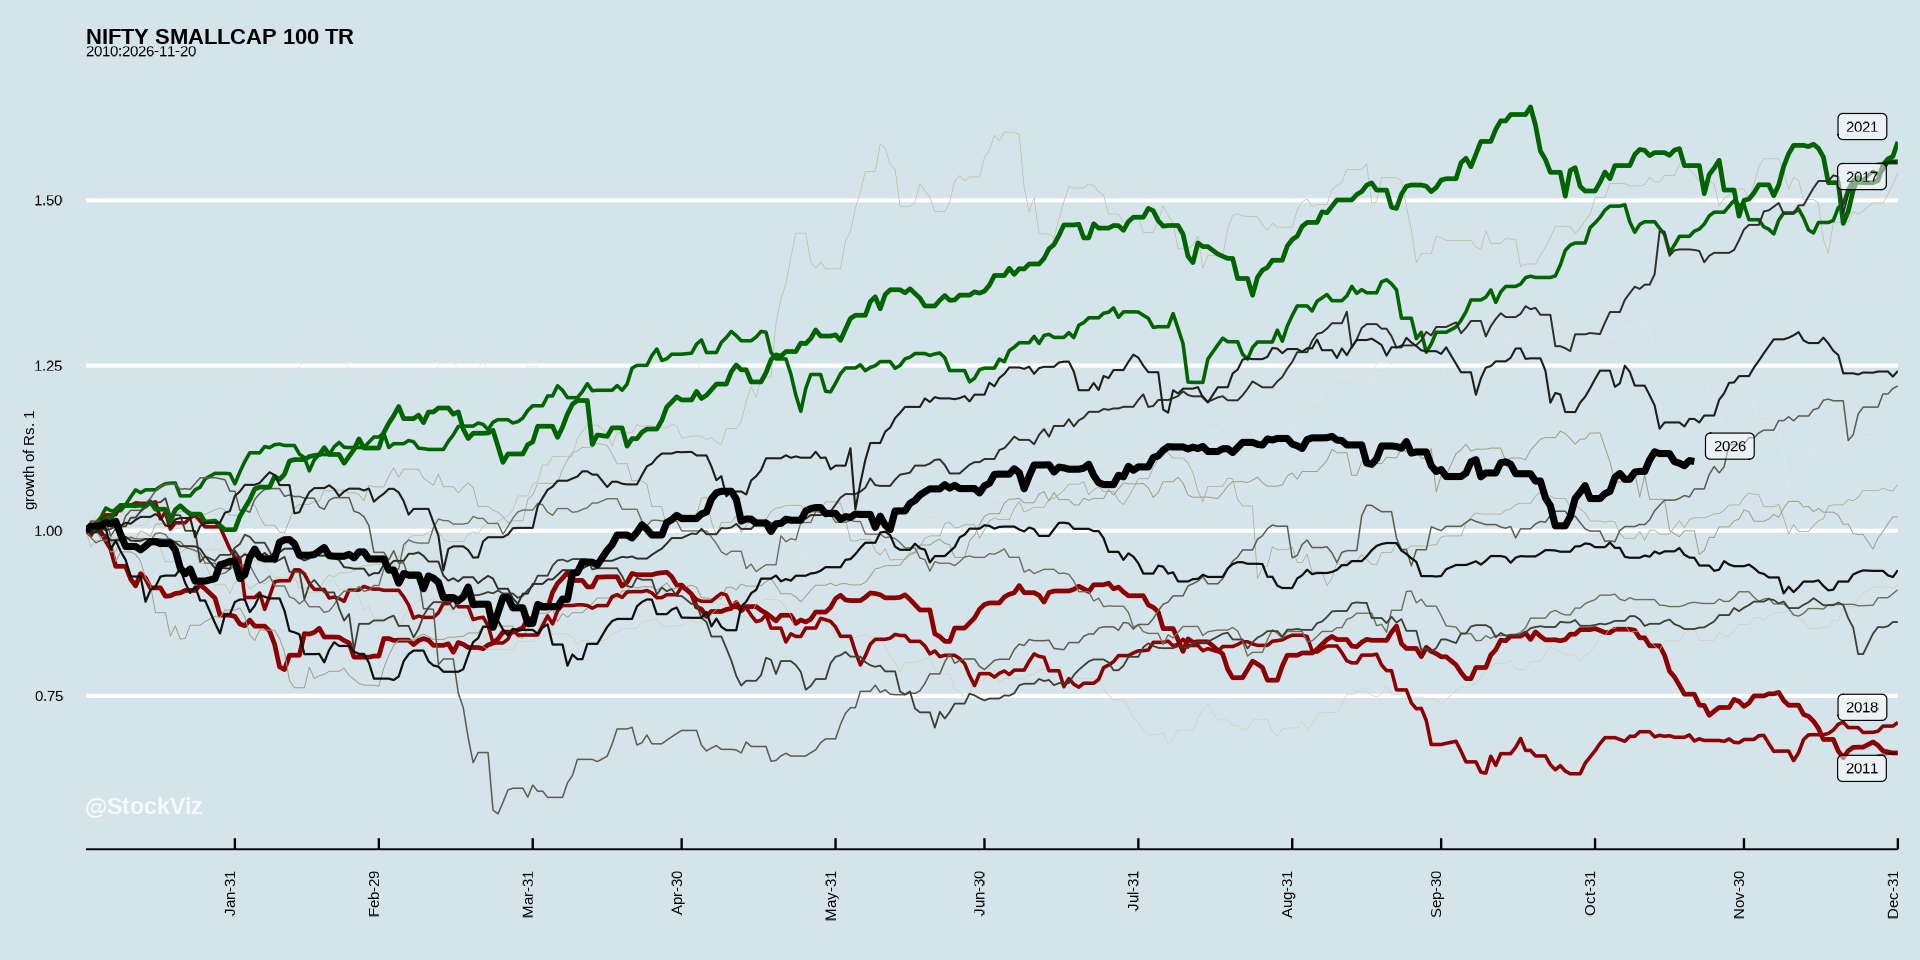 NIFTY SMALLCAP 100 TR
2010:2026-11-20
growth of Rs. 1
1.50
1.25
1.00
0.75
2021
2017
2026
2018
2011
@StockViz
Jan-31
Feb-29
Mar-31
Apr-30
May-31
Jun-30
Jul-31
Aug-31
Sep-30
Oct-31
Nov-30
Dec-31